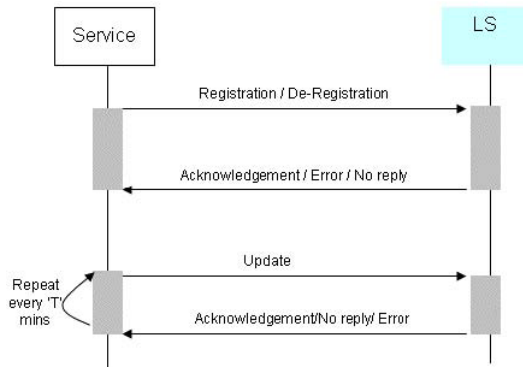 Service
LS
Registration / De-Registration
Acknowledgement / Error / No reply
Update
Repeat
every 'T'
mins
Acknowledgement/No reply/ Error